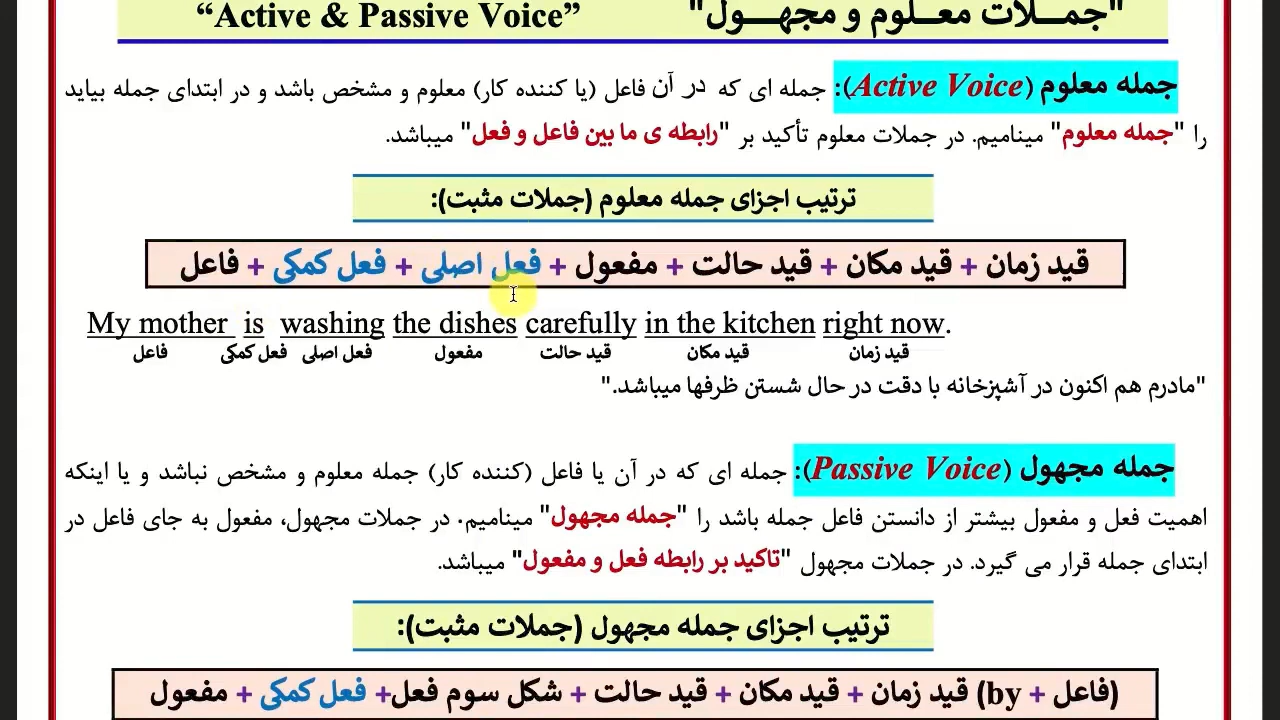 "جمـــلات معـــلوم و مجهـــول" “Active & Passive Voice”
جمله معلوم (Active Voice): جمله ای که در آن فاعل (یا کننده کار) معلوم و مشخص باشد و در ابتدای جمله بیاید
را "جمله معلوم" مینامیم. در جملات معلوم تأکید بر "رابطه ی ما بین فاعل و فعل" میباشد.
ترتیب اجزای جمله معلوم (جملات مثبت):
قید زمان + قید مکان + قید حالت + مفعول + فعل اصلی + فعل کمکی + فاعل
My mother is washing the dishes carefully in the kitchen right now.
فاعل فعل کمکی فعل اصلی مفعول قید حالت قید مکان قید زمان
"مادرم هم اکنون در آشپزخانه با دقت در حال شستن ظرفها میباشد."
جمله مجهول (Passive Voice): جمله ای که در آن یا فاعل (کننده کار) جمله معلوم و مشخص نباشد و یا اینکه
اهمیت فعل و مفعول بیشتر از دانستن فاعل جمله باشد را "جمله مجهول" مینامیم. در جملات مجهول، مفعول به جای فاعل در
ابتدای جمله قرار می گیرد. در جملات مجهول "تاکید بر رابطه فعل و مفعول" میباشد.
ترتیب اجزای جمله مجهول (جملات مثبت):
(فاعل + by) قید زمان + قید مکان + قید حالت + شکل سوم فعل+ فعل کمکی + مفعول